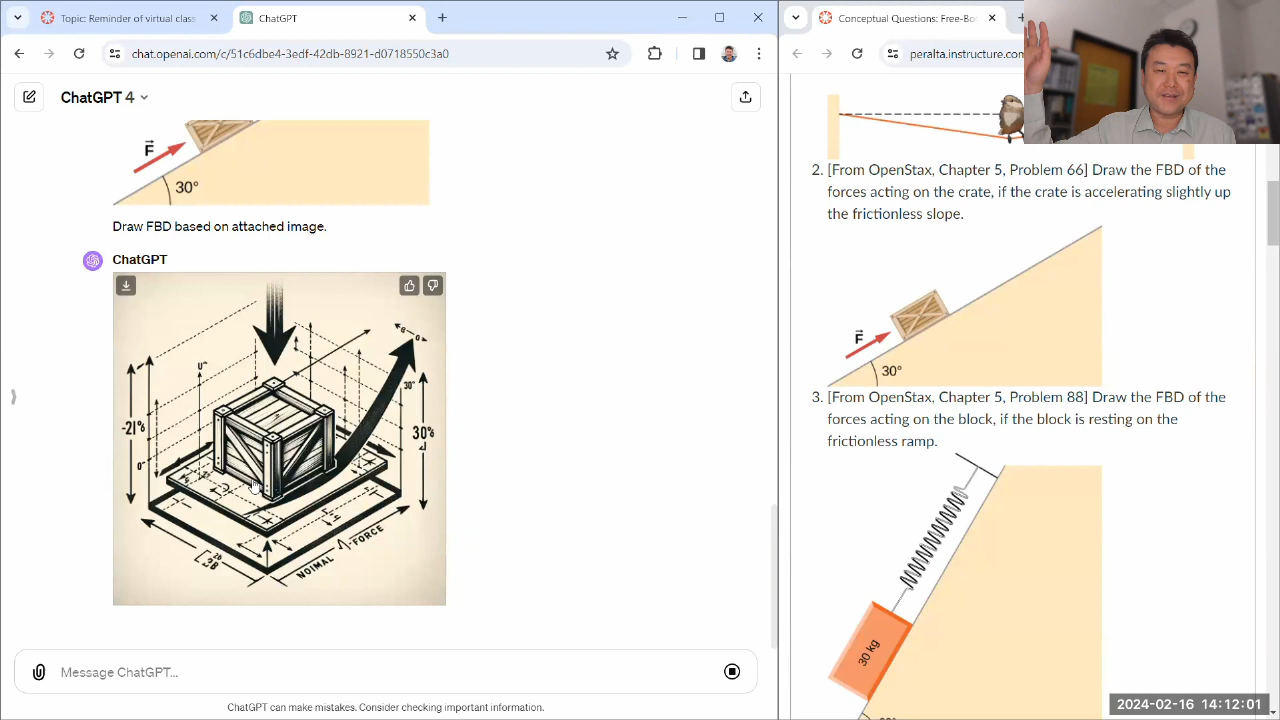 Topic: Reminder of virtual class
ChatGPT
chat.openai.com/c/51c6dbe4-3edf-42eb-8921-d0718550c3a0
ChatGPT 4
F
30°
Draw FBD based on attached image.
ChatGPT
-21%
0°
30°
30%
38
NOIMAL
FORCE
Message ChatGPT...
ChatGPT can make mistakes. Consider checking important information.
Conceptual Questions: Free-Bo
peralta.instructure.com
2. [From OpenStax, Chapter 5, Problem 66] Draw the FBD of the
forces acting on the crate, if the crate is accelerating slightly up
the frictionless slope.
F
30°
3. [From OpenStax, Chapter 5, Problem 88] Draw the FBD of the
forces acting on the block, if the block is resting on the
frictionless ramp.
30 kg
2024-02-16 14:12:01